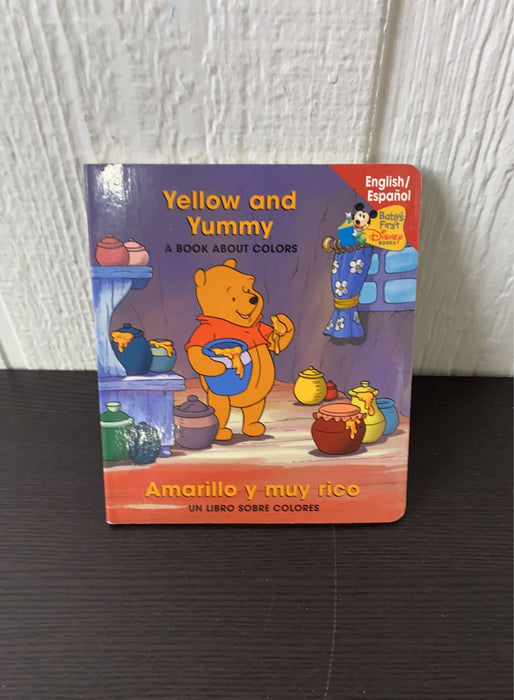 English/
Español
Baby's
First
Disney
BOOKS
Yellow and
Yummy
A BOOK ABOUT COLORS
Amarillo y muy rico
UN LIBRO SOBRE COLORES